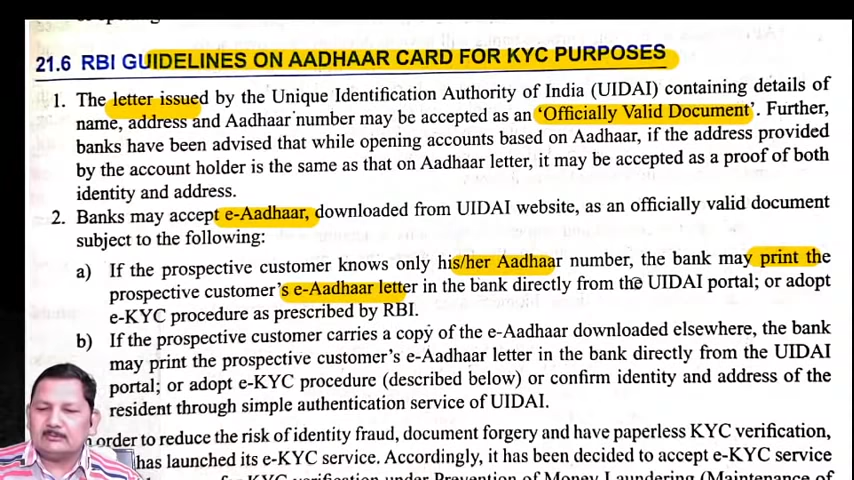 21.6 RBI GUIDELINES ON AADHAAR CARD FOR KYC PURPOSES
1. The letter issued by the Unique Identification Authority of India (UIDAI) containing details of
name, address and Aadhaar number may be accepted as an ‘Officially Valid Document’. Further,
banks have been advised that while opening accounts based on Aadhaar, if the address provided
by the account holder is the same as that on Aadhaar letter, it may be accepted as a proof of both
identity and address.
2. Banks may accept e-Aadhaar, downloaded from UIDAI website, as an officially valid document
subject to the following:
a) If the prospective customer knows only his/her Aadhaar number, the bank may print the
prospective customer’s e-Aadhaar letter in the bank directly from the UIDAI portal; or adopt
e-KYC procedure as prescribed by RBI.
b) If the prospective customer carries a copy of the e-Aadhaar downloaded elsewhere, the bank
may print the prospective customer’s e-Aadhaar letter in the bank directly from the UIDAI
portal; or adopt e-KYC procedure (described below) or confirm identity and address of the
resident through simple authentication service of UIDAI.
order to reduce the risk of identity fraud, document forgery and have paperless KYC verification,
has launched its e-KYC service. Accordingly, it has been decided to accept e-KYC service
for KYC verification under Prevention of Money Laundering (Maintenance of